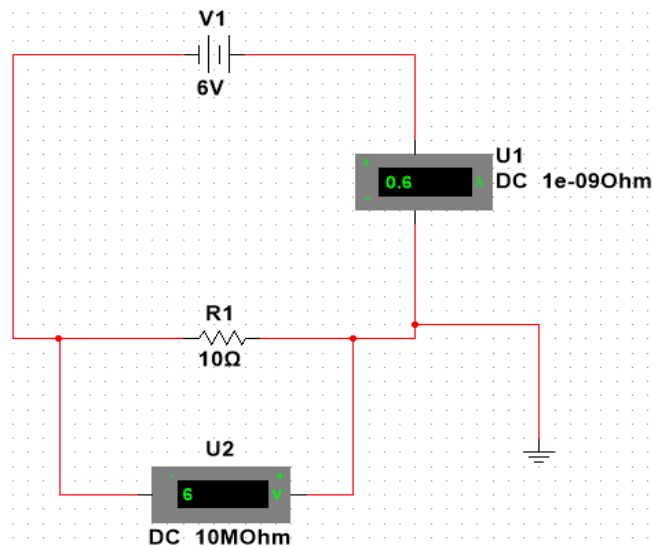 V1
6V
U1
+
0.6 A
-
DC 1e-09Ohm
R1
10Ω
U2
- +
6 V
DC 10MOhm